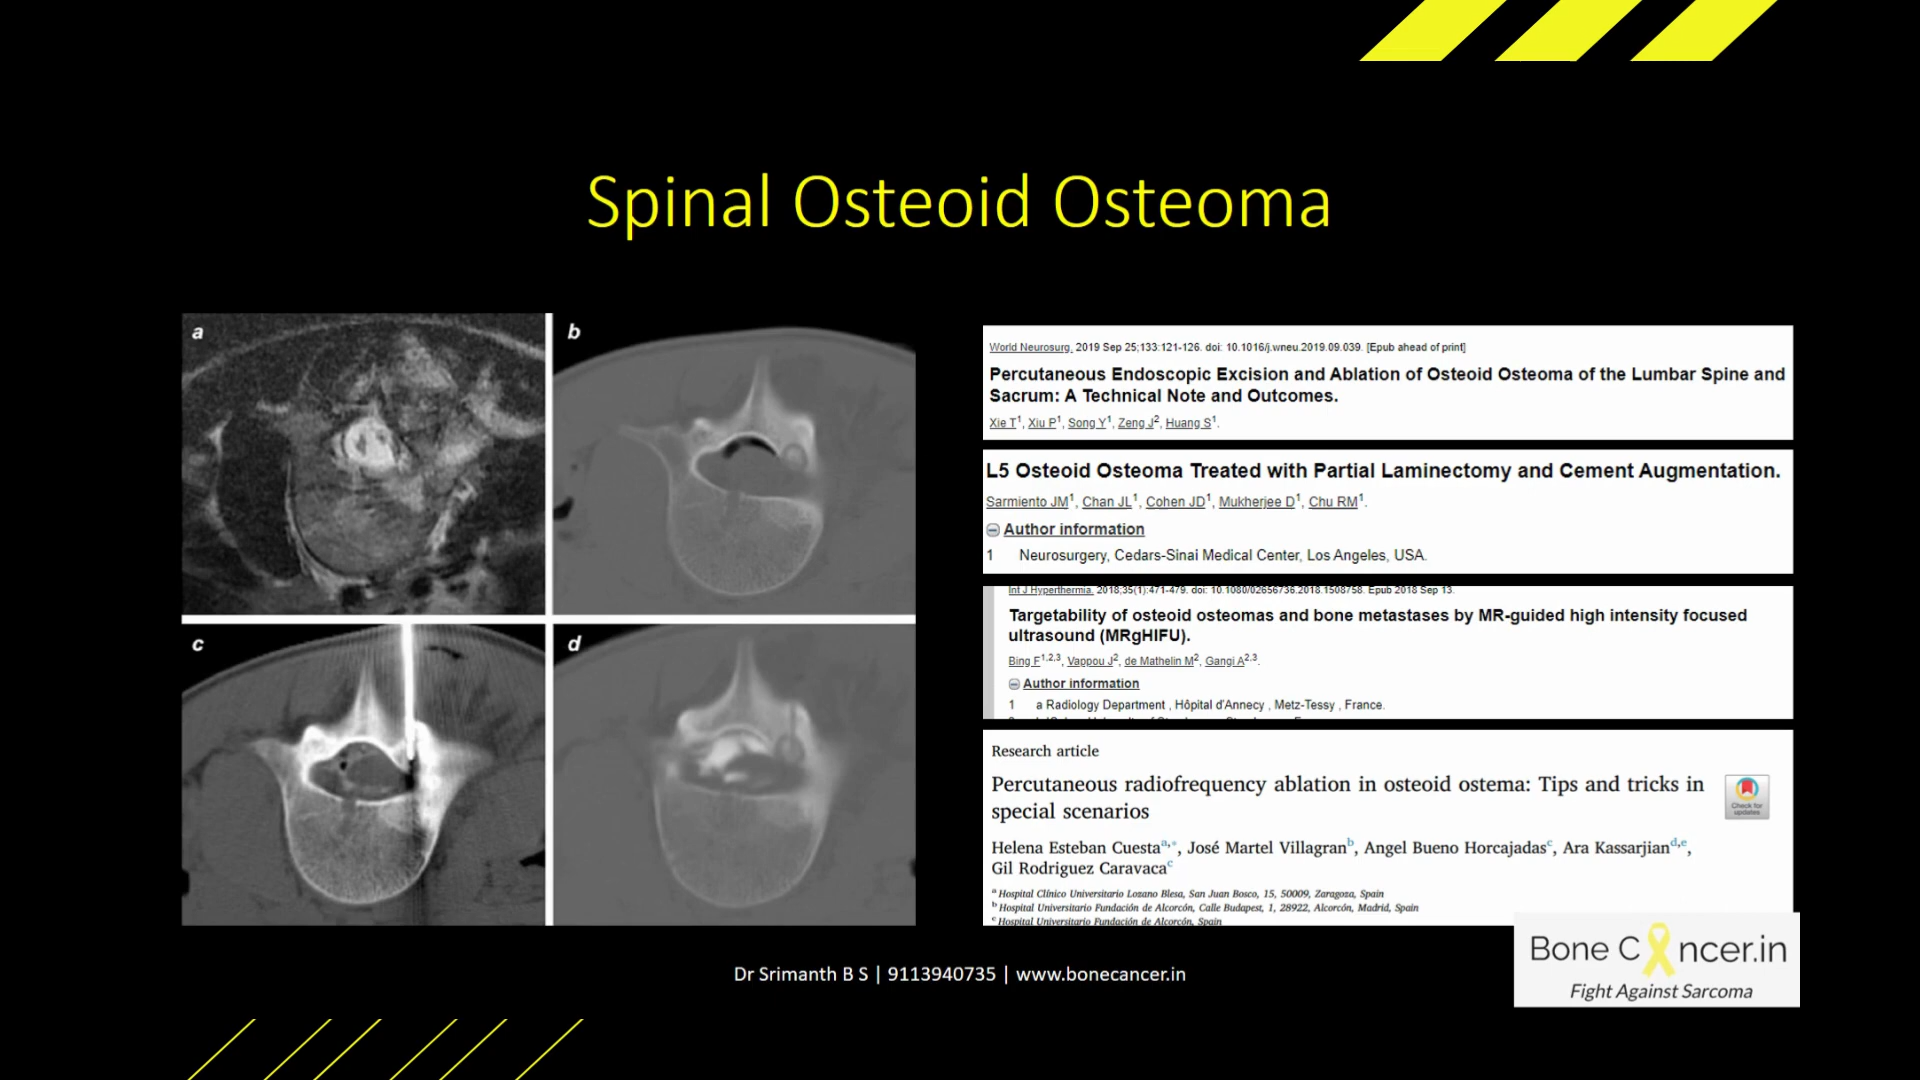 Spinal Osteoid Osteoma
a
b
c
d
World Neurosurg. 2019 Sep 25;133:121-126. doi: 10.1016/j.wneu.2019.09.039. [Epub ahead of print]
Percutaneous Endoscopic Excision and Ablation of Osteoid Osteoma of the Lumbar Spine and
Sacrum: A Technical Note and Outcomes.
Xie T1, Xiu P1, Song Y1, Zeng J2, Huang S1.
L5 Osteoid Osteoma Treated with Partial Laminectomy and Cement Augmentation.
Sarmiento JM1, Chan JL1, Cohen JD1, Mukherjee D1, Chu RM1.
Author information
1 Neurosurgery, Cedars-Sinai Medical Center, Los Angeles, USA.
Int J Hyperthermia. 2018;35(1):471-479. doi: 10.1080/02656736.2018.1508758. Epub 2018 Sep 13.
Targetability of osteoid osteomas and bone metastases by MR-guided high intensity focused
ultrasound (MRgHIFU).
Bing F1,2,3, Vappou J2, de Mathelin M2, Gangi A2,3.
Author information
1 a Radiology Department , Hôpital d'Annecy , Metz-Tessy , France.
Research article
Percutaneous radiofrequency ablation in osteoid ostema: Tips and tricks in
special scenarios
Check for
updates
Helena Esteban Cuestaa,*, José Martel Villagranb, Angel Bueno Horcajadasc, Ara Kassarjiand,e,
Gil Rodriguez Caravacac
a Hospital Clínico Universitario Lozano Blesa, San Juan Bosco, 15, 50009, Zaragoza, Spain
b Hospital Universitario Fundación de Alcorcón, Calle Budapest, 1, 28922, Alcorcón, Madrid, Spain
c Hospital Universitario Fundación de Alcorcón, Spain
Bone Cancer.in
Fight Against Sarcoma
Dr Srimanth B S | 9113940735 | www.bonecancer.in